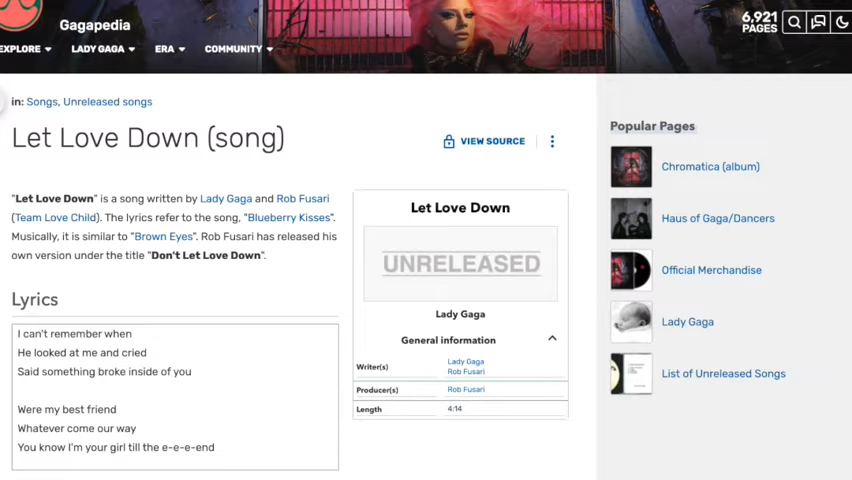 Gagapedia
6,921
PAGES
EXPLORE
LADY GAGA
ERA
COMMUNITY
in: Songs, Unreleased songs
Let Love Down (song)
VIEW SOURCE
"Let Love Down" is a song written by Lady Gaga and Rob Fusari
(Team Love Child). The lyrics refer to the song, "Blueberry Kisses".
Musically, it is similar to "Brown Eyes". Rob Fusari has released his
own version under the title "Don't Let Love Down".
Lyrics
I can't remember when
He looked at me and cried
Said something broke inside of you
Were my best friend
Whatever come our way
You know I'm your girl till the e-e-e-end
Let Love Down
UNRELEASED
Lady Gaga
General information
Writer(s) Lady Gaga
Rob Fusari
Producer(s) Rob Fusari
Length 4:14
Popular Pages
Chromatica (album)
Haus of Gaga/Dancers
Official Merchandise
Lady Gaga
List of Unreleased Songs